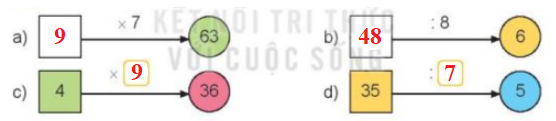 a) 9 × 7 63
b) 48 : 8 6
KẾT NỐI TRI THỨC
VỚI CUỘC SỐNG
c) 4 × 9 36
d) 35 : 7 5